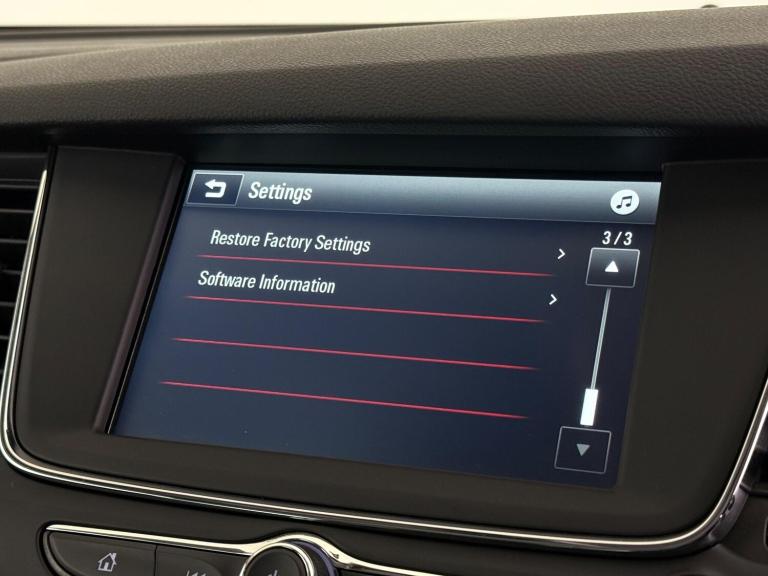 Settings
3/3
Restore Factory Settings
Software Information